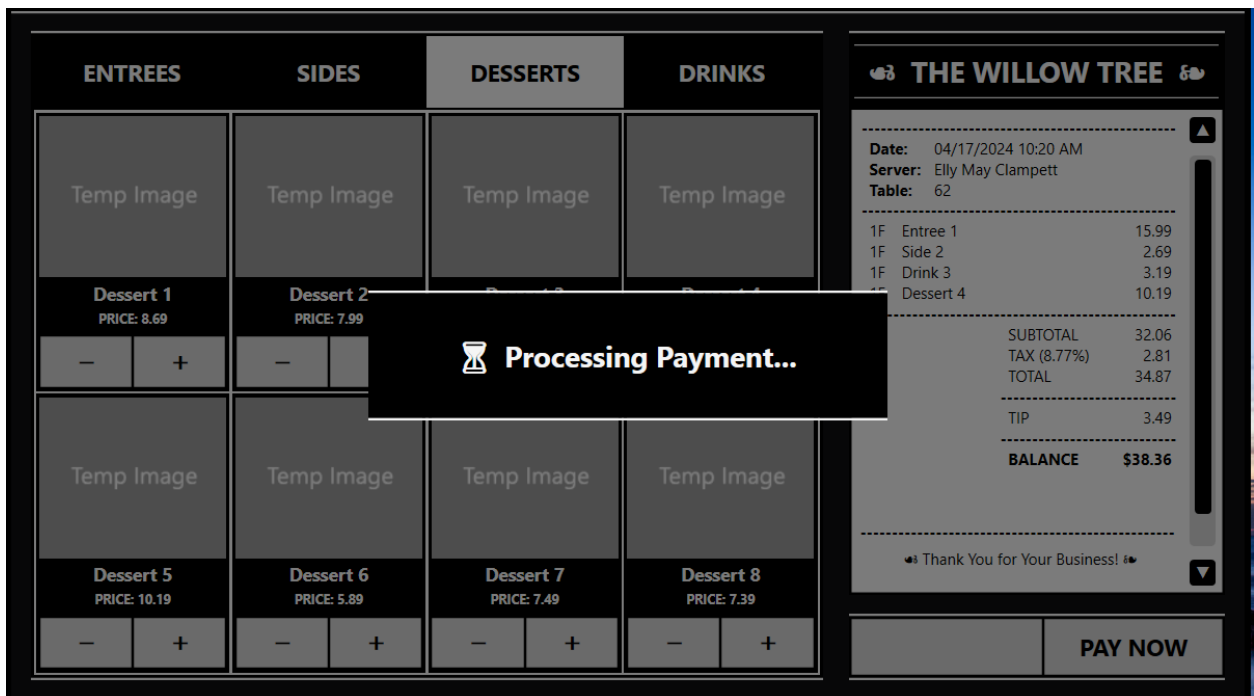 ENTREES SIDES DESSERTS DRINKS
Temp Image Temp Image Temp Image Temp Image
Dessert 1 Dessert 2
PRICE: 8.69 PRICE: 7.99
− + −
Temp Image Temp Image Temp Image Temp Image
Dessert 5 Dessert 6 Dessert 7 Dessert 8
PRICE: 10.19 PRICE: 5.89 PRICE: 7.49 PRICE: 7.39
− + − + − + − +
⏳ Processing Payment...
THE WILLOW TREE
Date: 04/17/2024 10:20 AM
Server: Elly May Clampett
Table: 62
1F Entree 1 15.99
1F Side 2 2.69
1F Drink 3 3.19
Dessert 4 10.19
SUBTOTAL 32.06
TAX (8.77%) 2.81
TOTAL 34.87
TIP 3.49
BALANCE $38.36
Thank You for Your Business!
PAY NOW